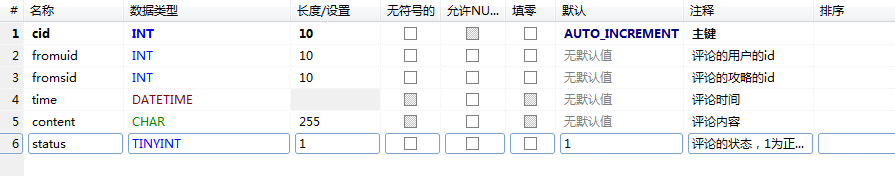 # 名称 数据类型 长度/设置 无符号的 允许NU... 填零 默认 注释 排序
1 cid INT 10 AUTO_INCREMENT 主键
2 fromuid INT 10 无默认值 评论的用户的id
3 fromsid INT 10 无默认值 评论的攻略的id
4 time DATETIME 无默认值 评论时间
5 content CHAR 255 无默认值 评论内容
6 status TINYINT 1 1 评论的状态，1为正...